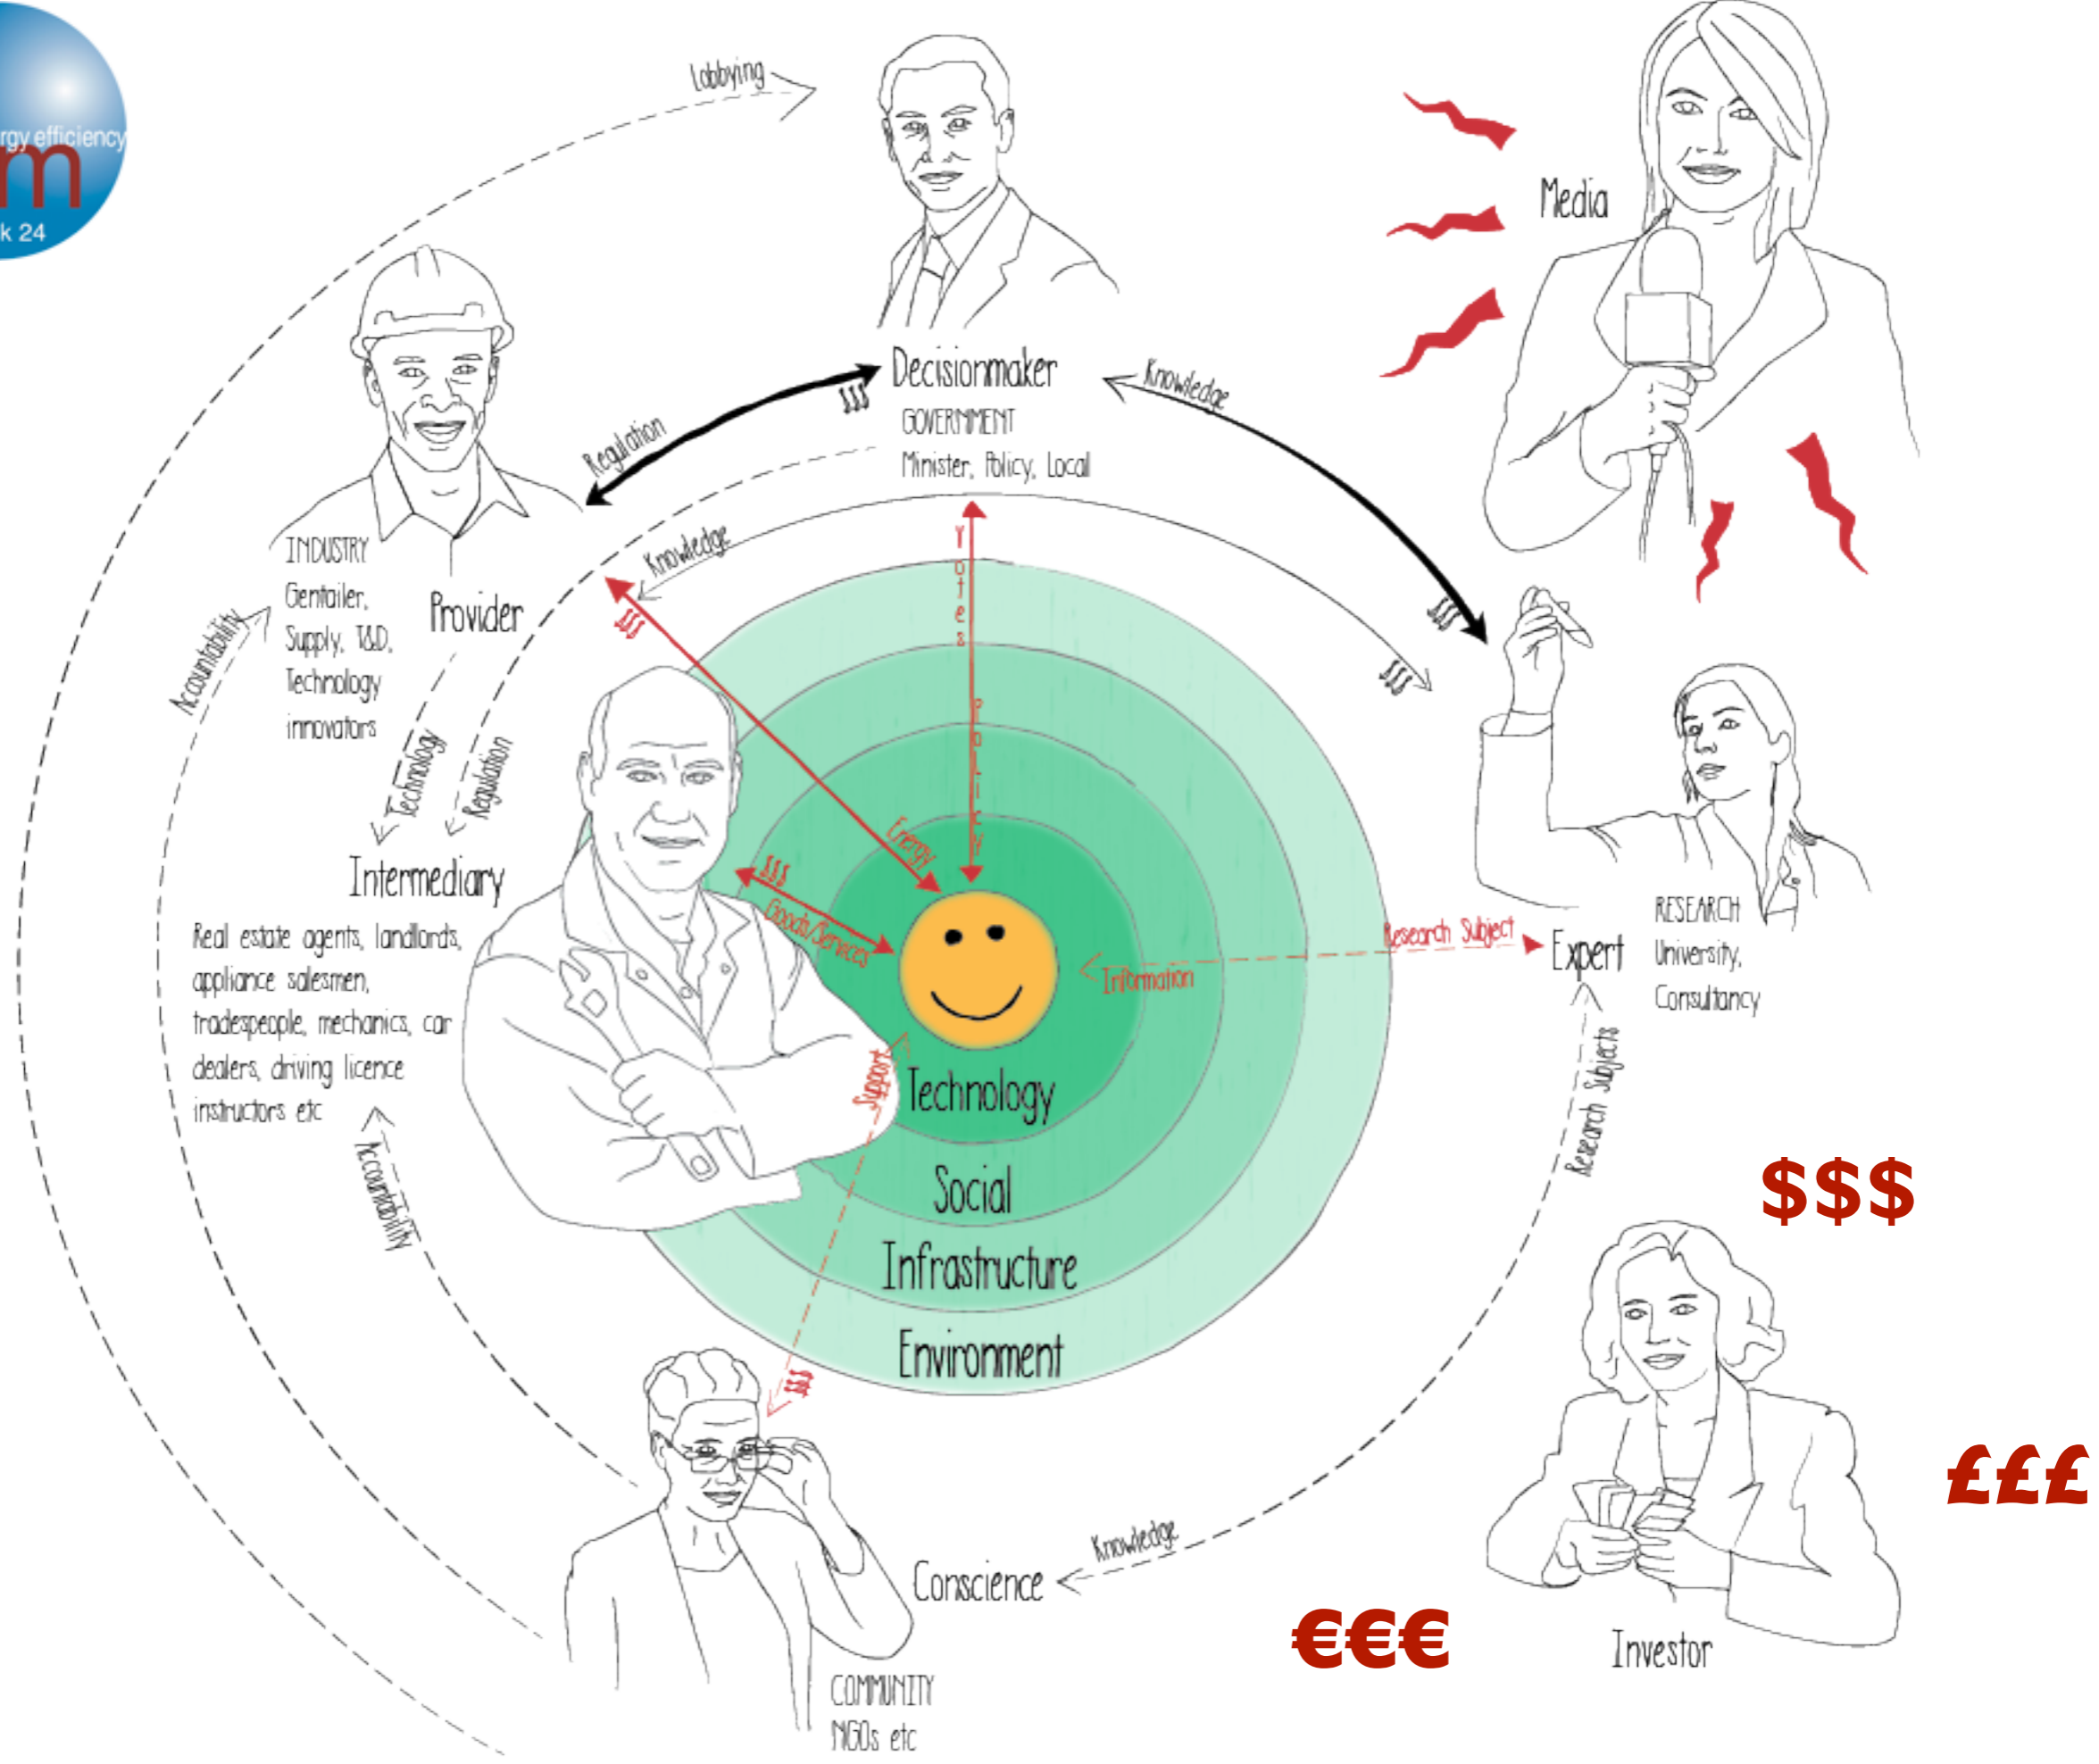 rgy efficiency
m
k 24
Lobbying
Media
Decisionmaker
GOVERNMENT
Minister, Policy, Local
$$$
Regulation
Knowledge
$$$
Knowledge
$$$
INDUSTRY
Gentailer,
Supply, T&D,
Technology
innovators
Provider
Accountability
Technology
Regulation
$$$
Energy
Votes
Policy
Intermediary
Real estate agents, landlords,
appliance salesmen,
tradespeople, mechanics, car
dealers, driving licence
instructors etc
$$$
Goods/Services
Information
Research Subject
Expert
RESEARCH
University,
Consultancy
Support
$$$
Technology
Social
Infrastructure
Environment
Accountability
Research Subjects
Knowledge
Conscience
COMMUNITY
NGOs etc
$$$
£££
€€€
Investor